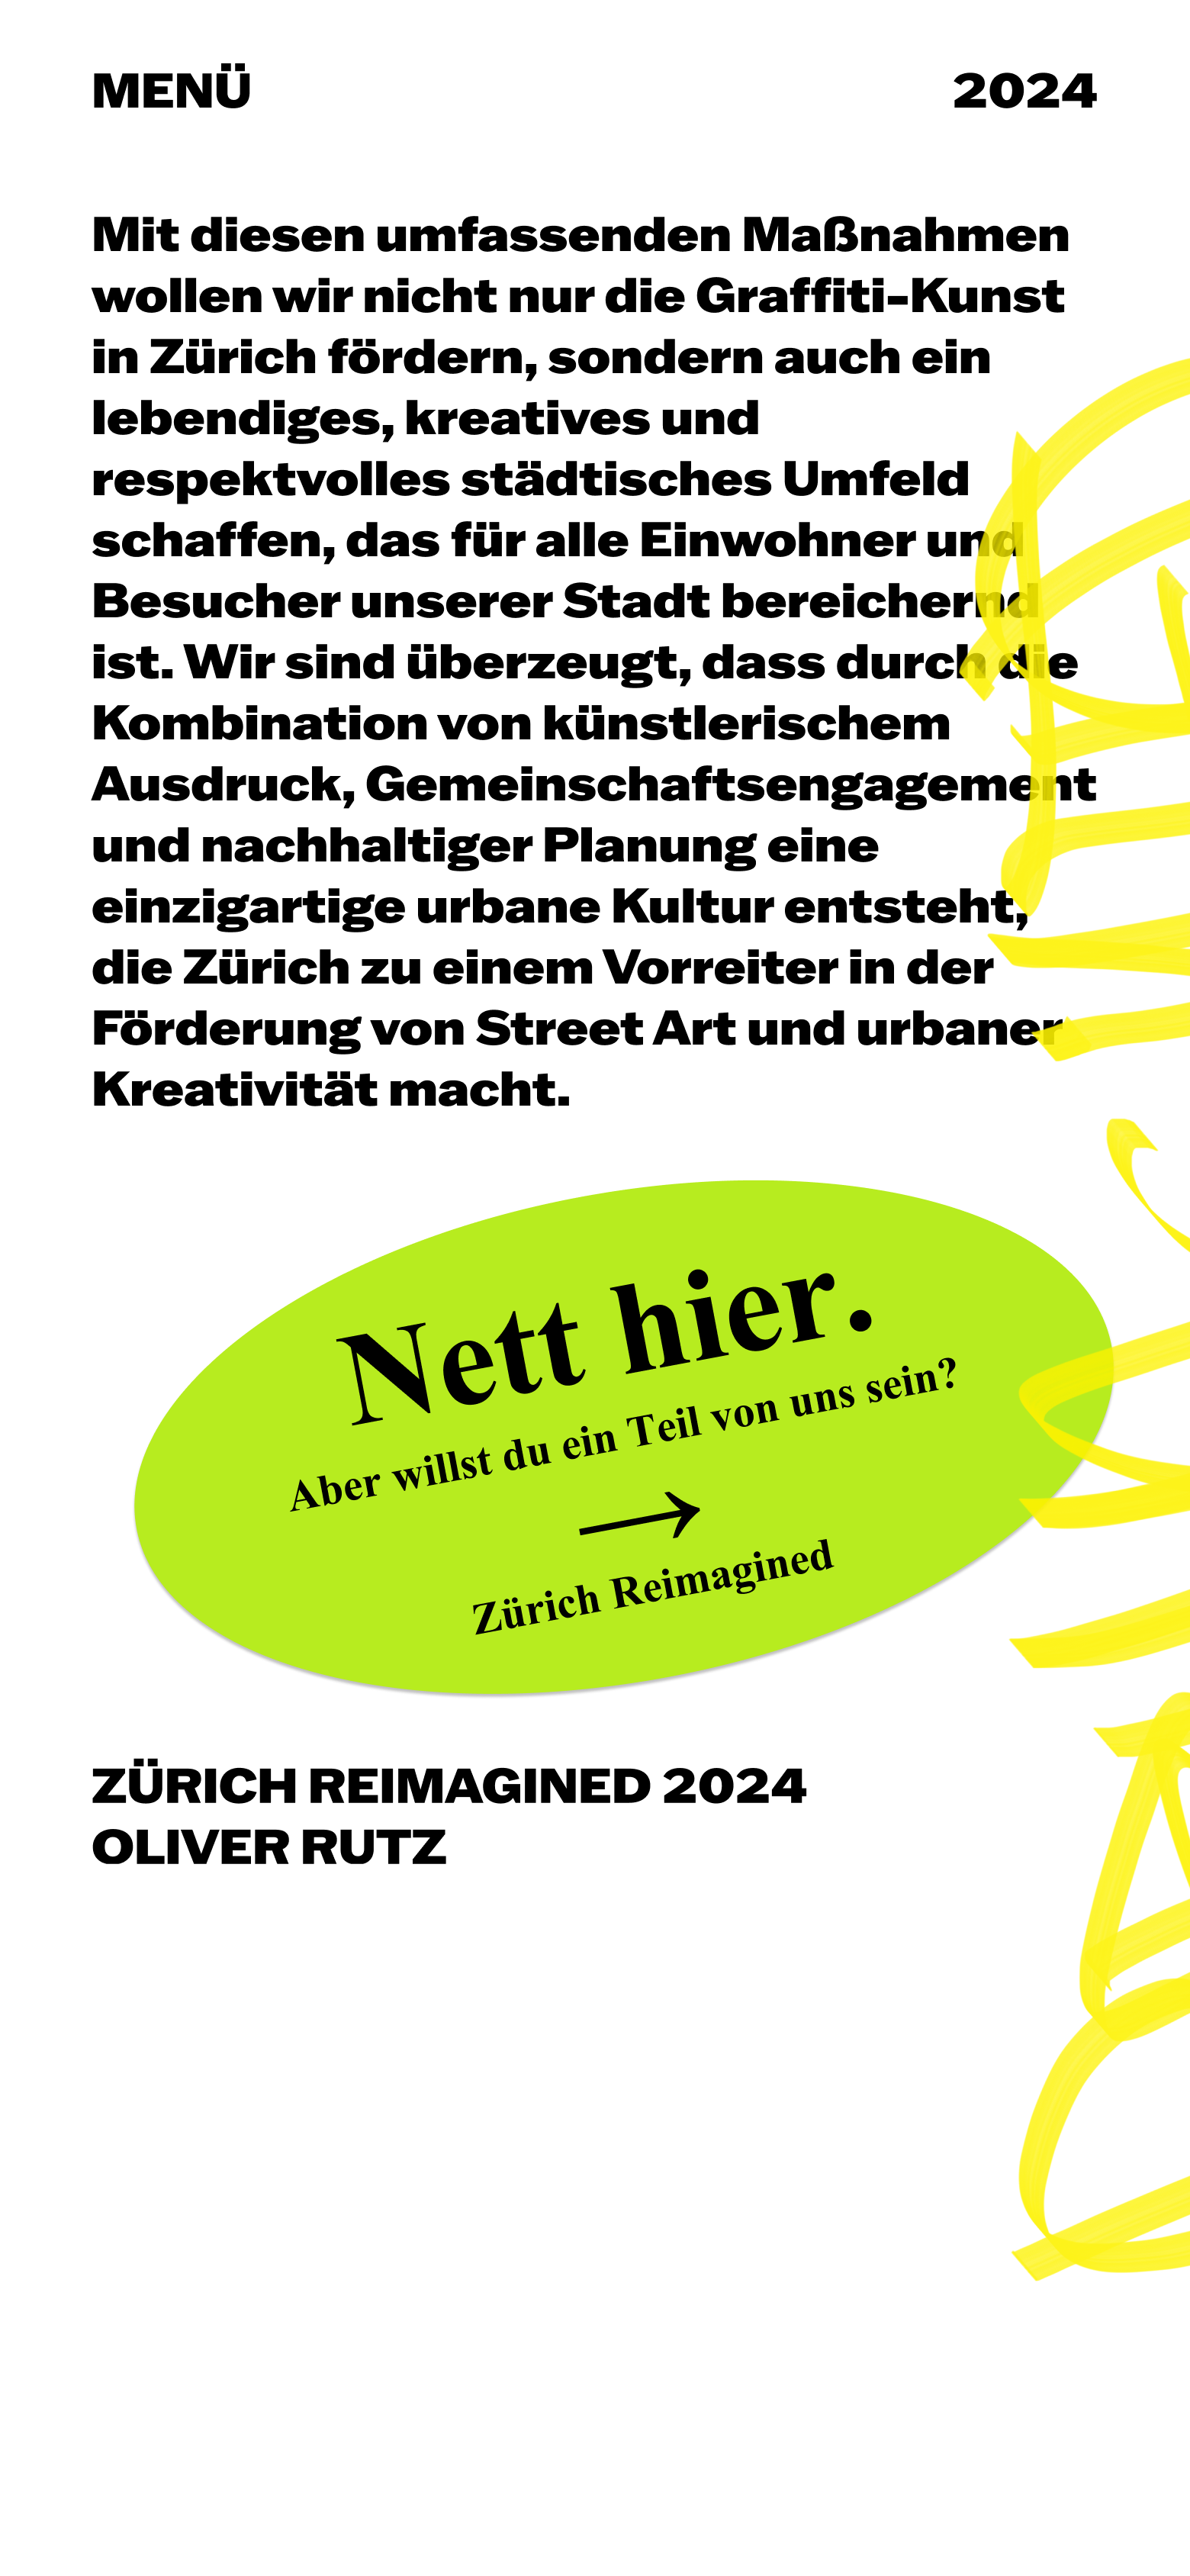 MENÜ
2024
Mit diesen umfassenden Maßnahmen
wollen wir nicht nur die Graffiti-Kunst
in Zürich fördern, sondern auch ein
lebendiges, kreatives und
respektvolles städtisches Umfeld
schaffen, das für alle Einwohner und
Besucher unserer Stadt bereichernd
ist. Wir sind überzeugt, dass durch die
Kombination von künstlerischem
Ausdruck, Gemeinschaftsengagement
und nachhaltiger Planung eine
einzigartige urbane Kultur entsteht,
die Zürich zu einem Vorreiter in der
Förderung von Street Art und urbaner
Kreativität macht.
Nett hier.
Aber willst du ein Teil von uns sein?
→
Zürich Reimagined
ZÜRICH REIMAGINED 2024
OLIVER RUTZ